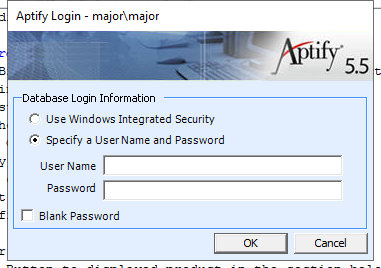 Aptify Login - major\major
Aptify 5.5
Database Login Information
Use Windows Integrated Security
Specify a User Name and Password
User Name
Password
Blank Password
OK
Cancel